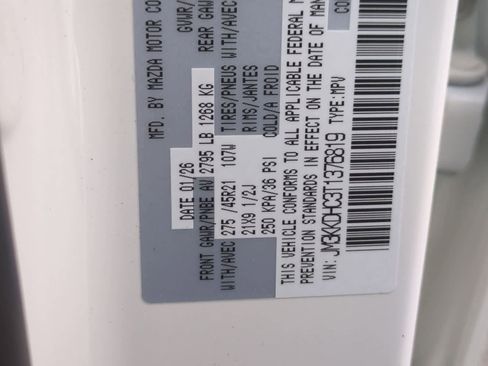 MFD. BY MAZDA MOTOR CO
DATE 01/26 GVWR/
FRONT GAWR/PNBE AV 2795 LB 1268 KG REAR GAW
WITH/AVEC 275 /45R21 107W TIRES/PNEUS WITH/AVEC
21X9 1/2J RIMS/JANTES
250 KPA/36 PSI COLD/A FROID CO
THIS VEHICLE CONFORMS TO ALL APPLICABLE FEDERAL M
PREVENTION STANDARDS IN EFFECT ON THE DATE OF MAN
VIN: JM3KKDHC3T1376819 TYPE:MPV